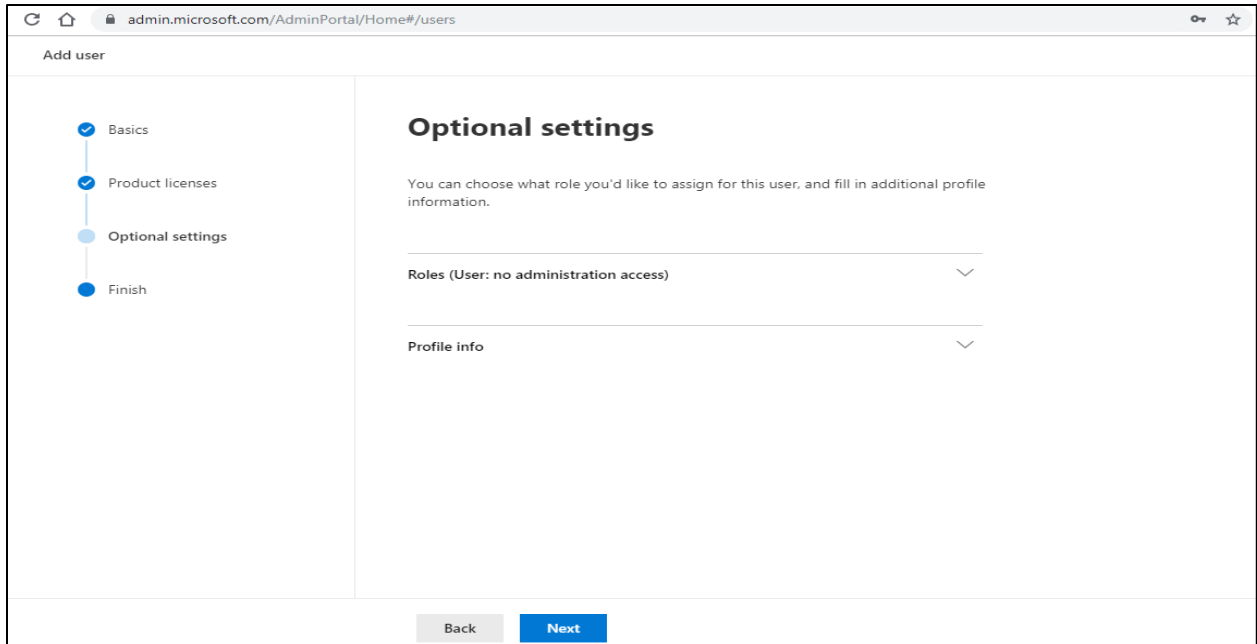 admin.microsoft.com/AdminPortal/Home#/users
Add user
Basics
Product licenses
Optional settings
Finish
Optional settings
You can choose what role you'd like to assign for this user, and fill in additional profile
information.
Roles (User: no administration access)
Profile info
Back
Next